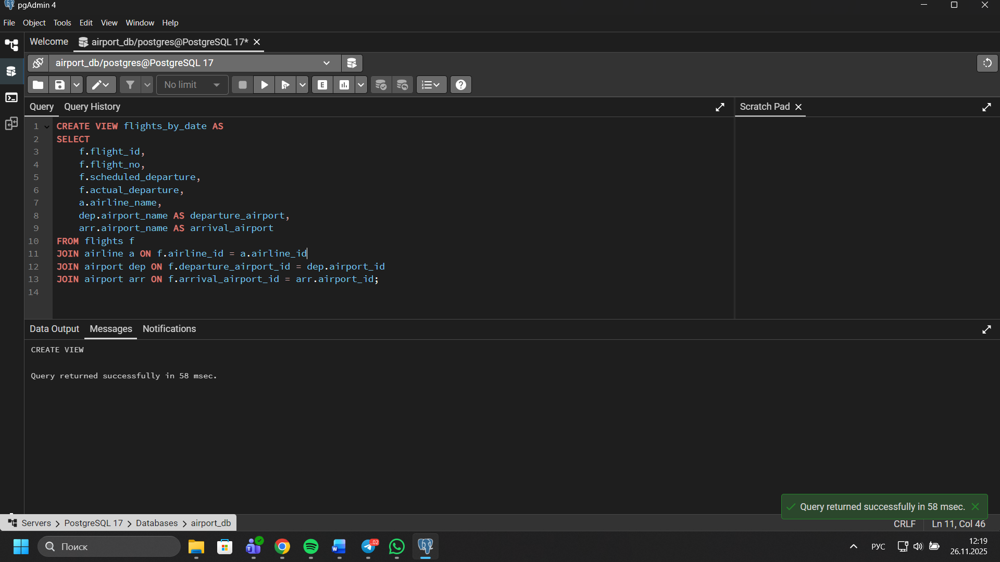 pgAdmin 4
File Object Tools Edit View Window Help
Welcome airport_db/postgres@PostgreSQL 17*
airport_db/postgres@PostgreSQL 17
No limit
E
Query Query History
Scratch Pad
1 CREATE VIEW flights_by_date AS
2 SELECT
3 f.flight_id,
4 f.flight_no,
5 f.scheduled_departure,
6 f.actual_departure,
7 a.airline_name,
8 dep.airport_name AS departure_airport,
9 arr.airport_name AS arrival_airport
10 FROM flights f
11 JOIN airline a ON f.airline_id = a.airline_id
12 JOIN airport dep ON f.departure_airport_id = dep.airport_id
13 JOIN airport arr ON f.arrival_airport_id = arr.airport_id;
14
Data Output Messages Notifications
CREATE VIEW
Query returned successfully in 58 msec.
Query returned successfully in 58 msec.
Servers > PostgreSQL 17 > Databases > airport_db
CRLF Ln 11, Col 46
Поиск
T
W
02
РУС
12:19
26.11.2025